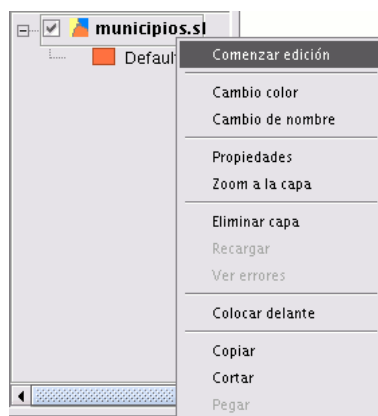 municipios.sl
Default
Comenzar edición
Cambio color
Cambio de nombre
Propiedades
Zoom a la capa
Eliminar capa
Recargar
Ver errores
Colocar delante
Copiar
Cortar
Pegar